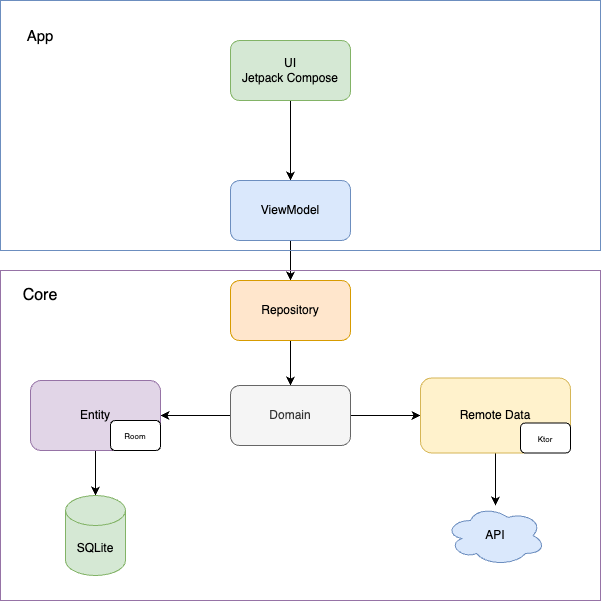 App
UI
Jetpack Compose
ViewModel
Core
Repository
Entity
Room
Domain
Remote Data
Ktor
SQLite
API